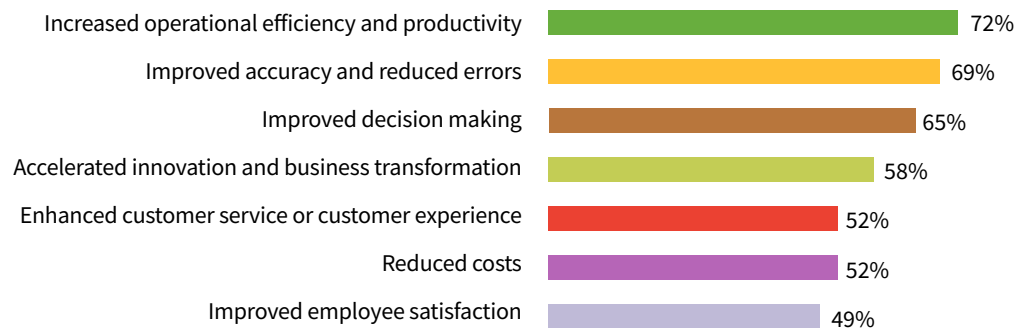 Increased operational efficiency and productivity 72%
Improved accuracy and reduced errors 69%
Improved decision making 65%
Accelerated innovation and business transformation 58%
Enhanced customer service or customer experience 52%
Reduced costs 52%
Improved employee satisfaction 49%